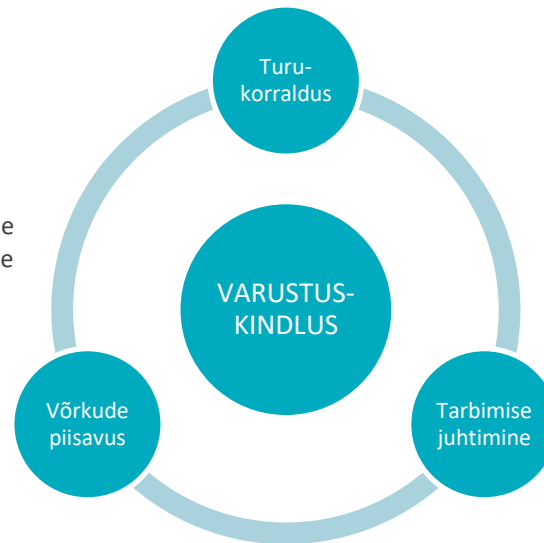 Turu-
korraldus
e
e
VARUSTUS-
KINDLUS
Võrkude
piisavus
Tarbimise
juhtimine